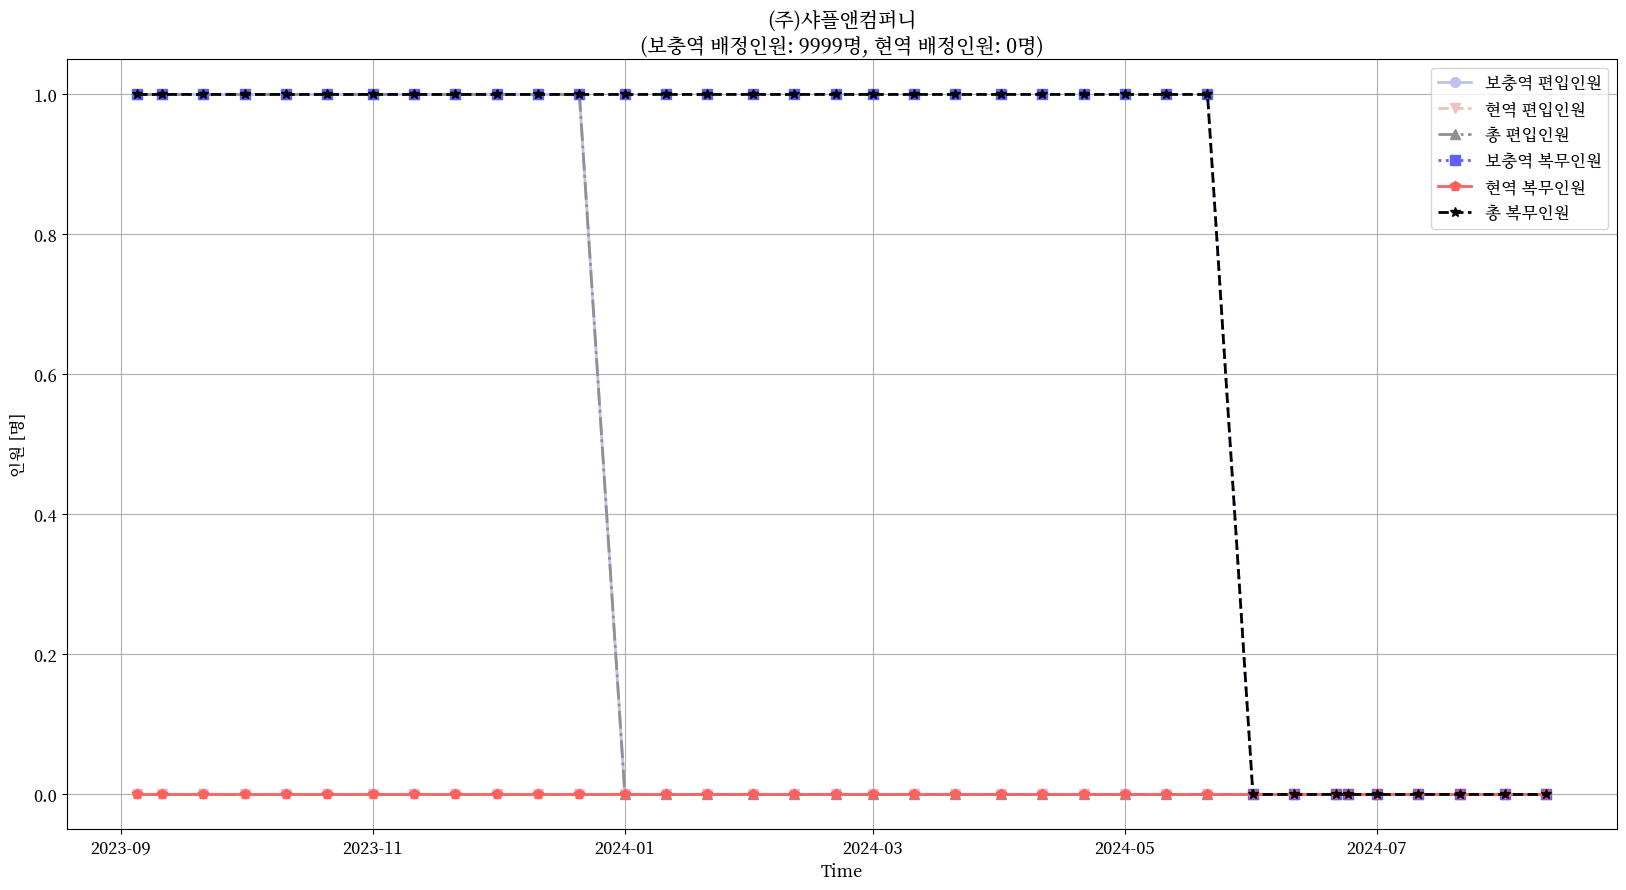 (주)샤플앤컴퍼니
(보충역 배정인원: 9999명, 현역 배정인원: 0명)
보충역 편입인원
현역 편입인원
총 편입인원
보충역 복무인원
현역 복무인원
총 복무인원
인원 [명]
1.0
0.8
0.6
0.4
0.2
0.0
2023-09
2023-11
2024-01
2024-03
2024-05
2024-07
Time